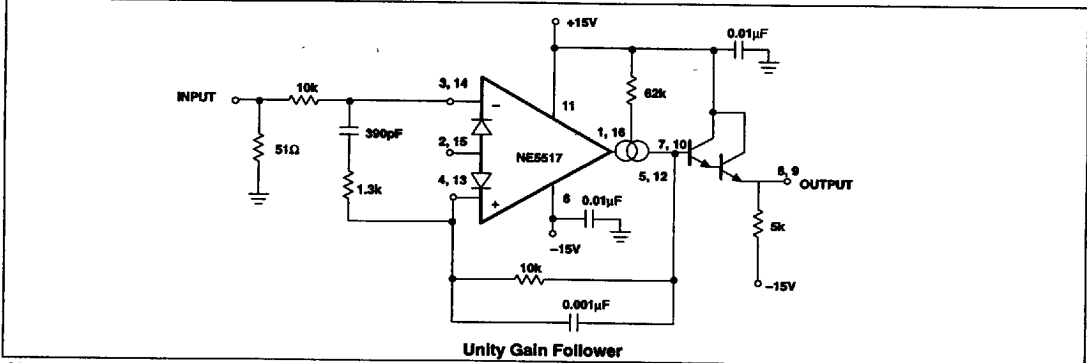 +15V
0.01µF
10k
3, 14
62k
INPUT
−
11
390pF
1, 16
7, 10
51Ω
2, 15
NE5517
8, 9
OUTPUT
4, 13
5, 12
1.3k
6
0.01µF
+
5k
−15V
10k
−15V
0.001µF
Unity Gain Follower